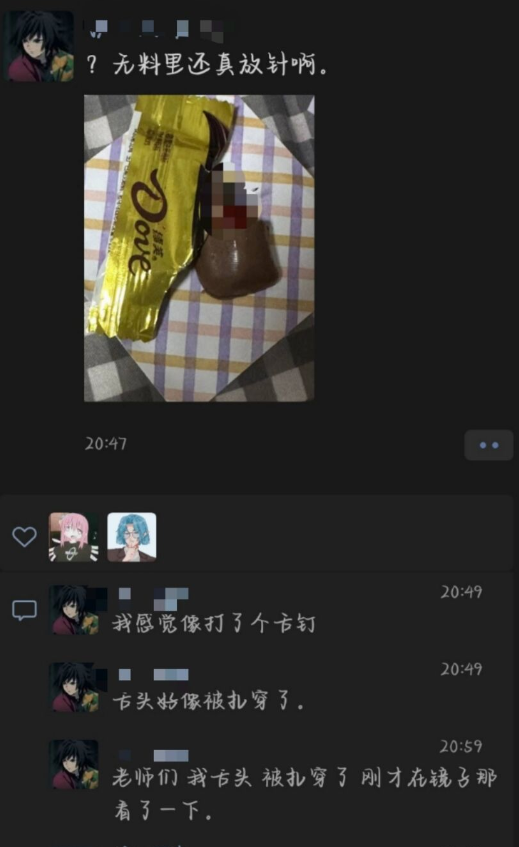 ？无料里还真放针啊。
Dove
德芙
20:47
20:49
我感觉像打了个舌钉
20:49
舌头好像被扎穿了。
20:59
老师们 我舌头 被扎穿了 刚才在镜子那
看了一下。